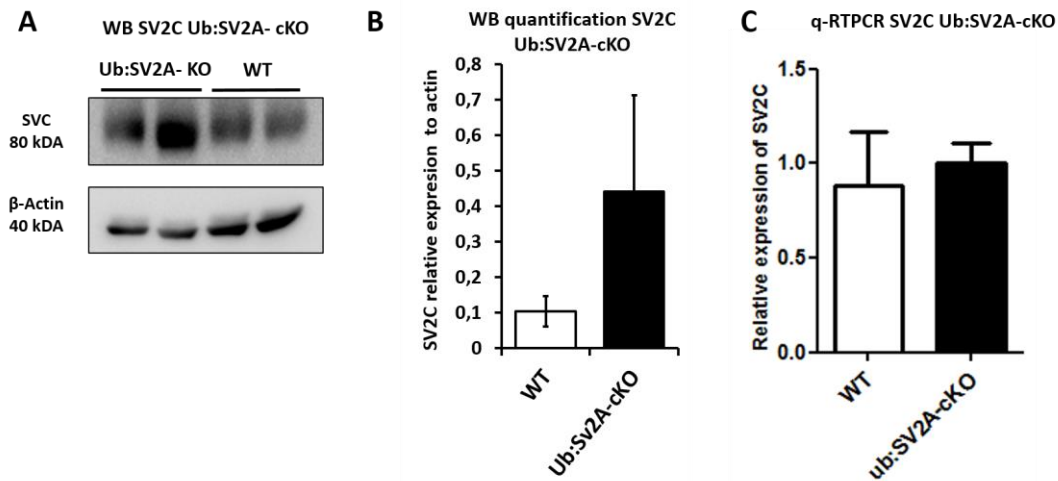 A
WB SV2C Ub:SV2A- cKO
Ub:SV2A- KO
WT
SVC
80 kDA
β-Actin
40 kDA
B
WB quantification SV2C
Ub:SV2A-cKO
SV2C relative expresion to actin
0,8
0,7
0,6
0,5
0,4
0,3
0,2
0,1
0
WT
Ub:Sv2A-cKO
C
q-RTPCR SV2C Ub:SV2A-cKO
Relative expression of SV2C
1.5
1.0
0.5
0.0
WT
ub:SV2A-cKO